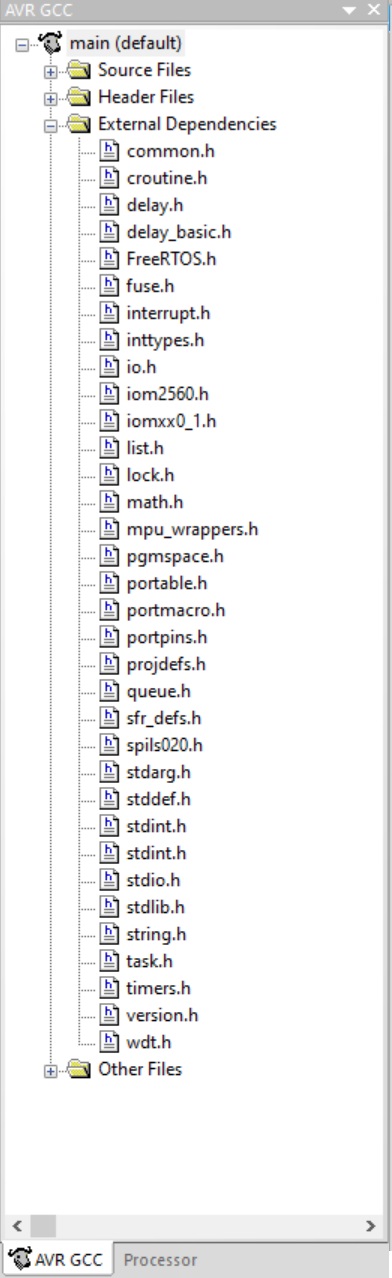 AVR GCC
main (default)
Source Files
Header Files
External Dependencies
common.h
croutine.h
delay.h
delay_basic.h
FreeRTOS.h
fuse.h
interrupt.h
inttypes.h
io.h
iom2560.h
iomxx0_1.h
list.h
lock.h
math.h
mpu_wrappers.h
pgmspace.h
portable.h
portmacro.h
portpins.h
projdefs.h
queue.h
sfr_defs.h
spils020.h
stdarg.h
stddef.h
stdint.h
stdint.h
stdio.h
stdlib.h
string.h
task.h
timers.h
version.h
wdt.h
Other Files
AVR GCC Processor